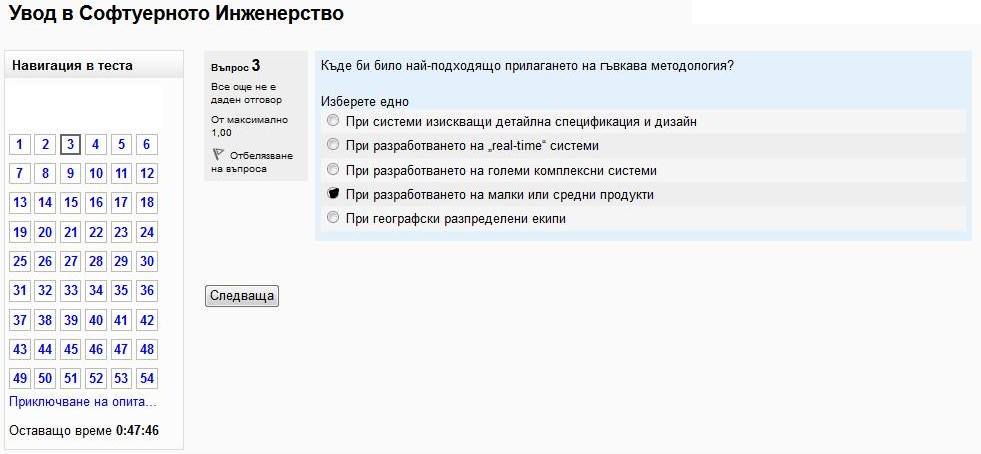 Увод в Софтуерното Инженерство
Навигация в теста
1 2 3 4 5 6
7 8 9 10 11 12
13 14 15 16 17 18
19 20 21 22 23 24
25 26 27 28 29 30
31 32 33 34 35 36
37 38 39 40 41 42
43 44 45 46 47 48
49 50 51 52 53 54
Приключване на опита...
Оставащо време 0:47:46
Въпрос 3
Все още не е
даден отговор
От максимално
1,00
Отбелязване
на въпроса
Къде би било най-подходящо прилагането на гъвкава методология?
Изберете едно
При системи изискващи детайлна спецификация и дизайн
При разработването на „real-time“ системи
При разработването на големи комплексни системи
При разработването на малки или средни продукти
При географски разпределени екипи
Следваща